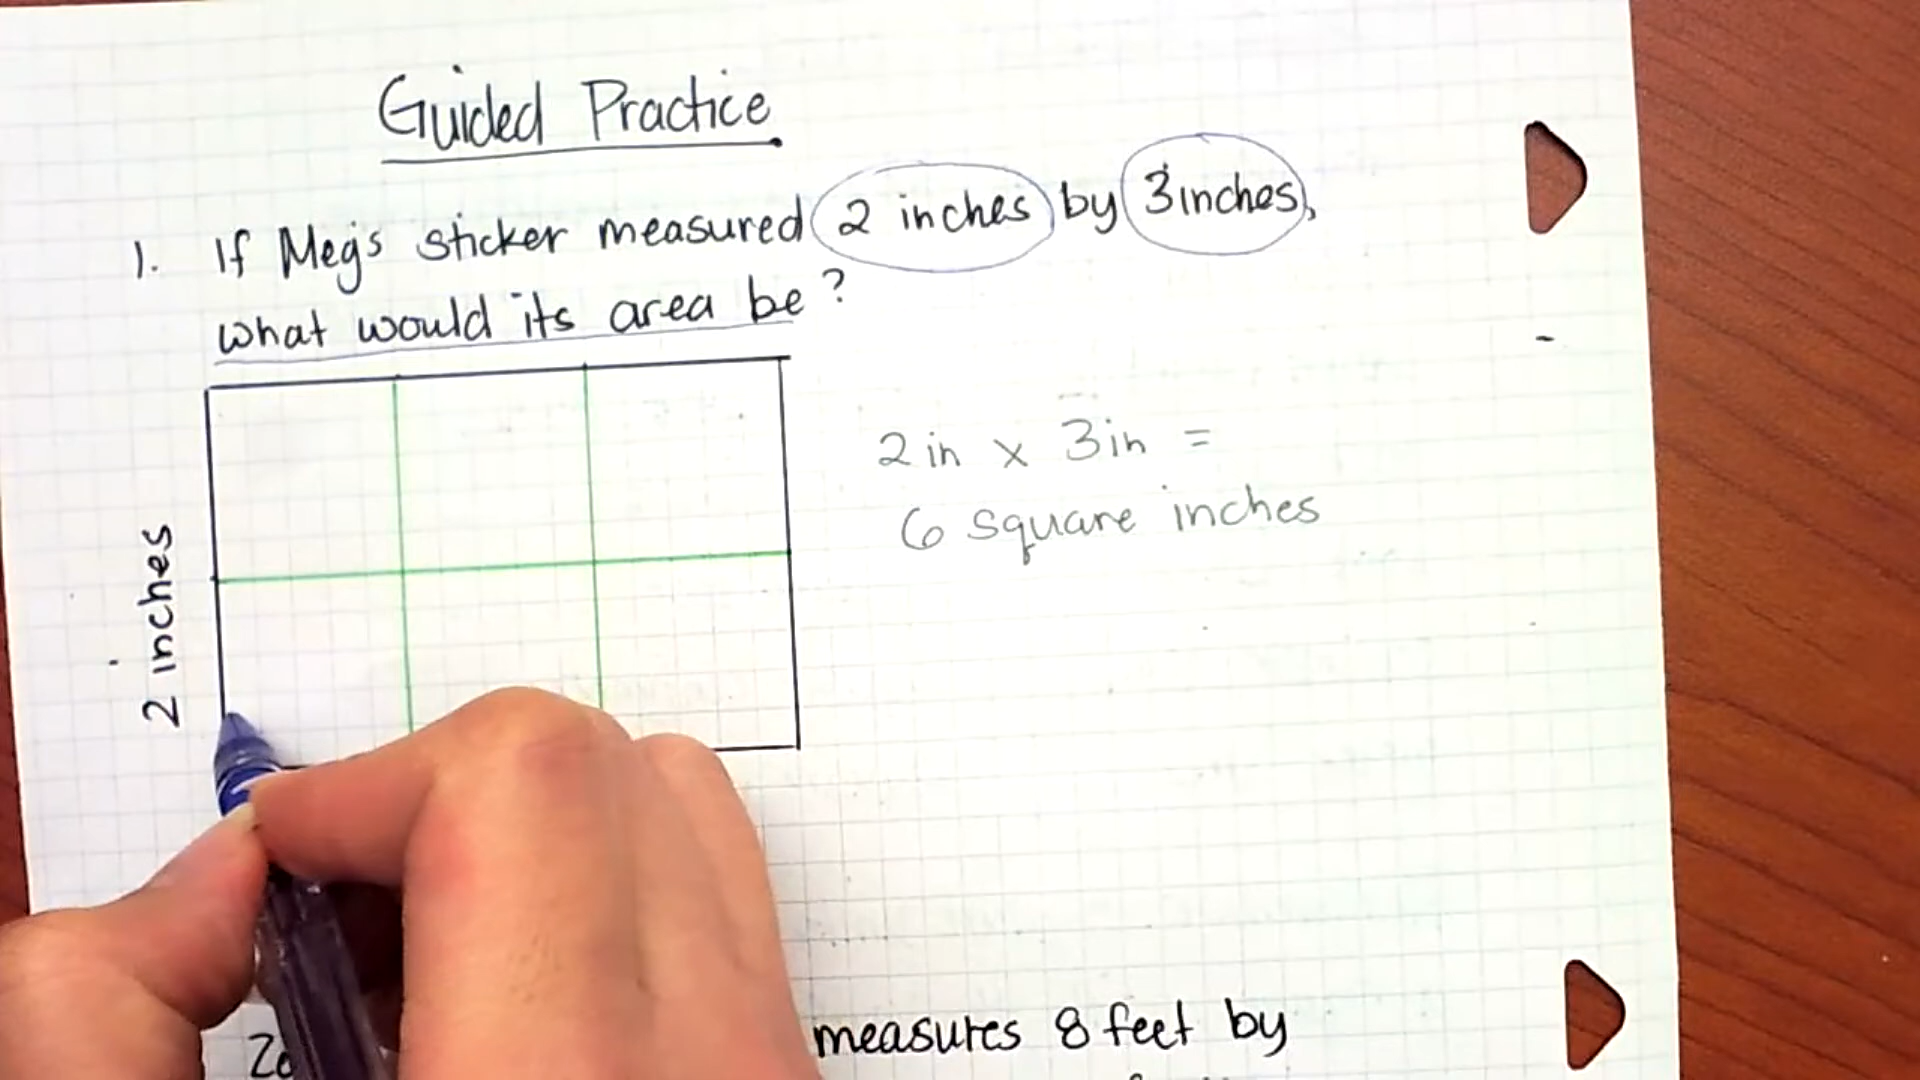 Guided Practice
1. If Meg's sticker measured 2 inches by 3 inches,
what would its area be?
2 in x 3 in =
6 square inches
2 inches
measures 8 feet by